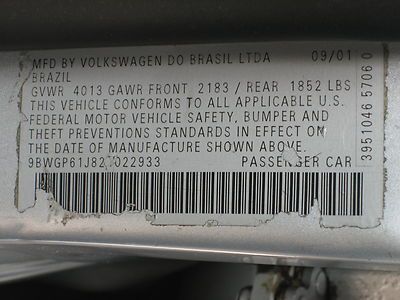 MFD BY VOLKSWAGEN DO BRASIL LTDA 09/01
BRAZIL
GVWR 4013 GAWR FRONT 2183 / REAR 1852 LBS
THIS VEHICLE CONFORMS TO ALL APPLICABLE U.S.
FEDERAL MOTOR VEHICLE SAFETY, BUMPER AND
THEFT PREVENTIONS STANDARDS IN EFFECT ON
THE DATE OF MANUFACTURE SHOWN ABOVE.
PASSENGER CAR
3951046 5706 0